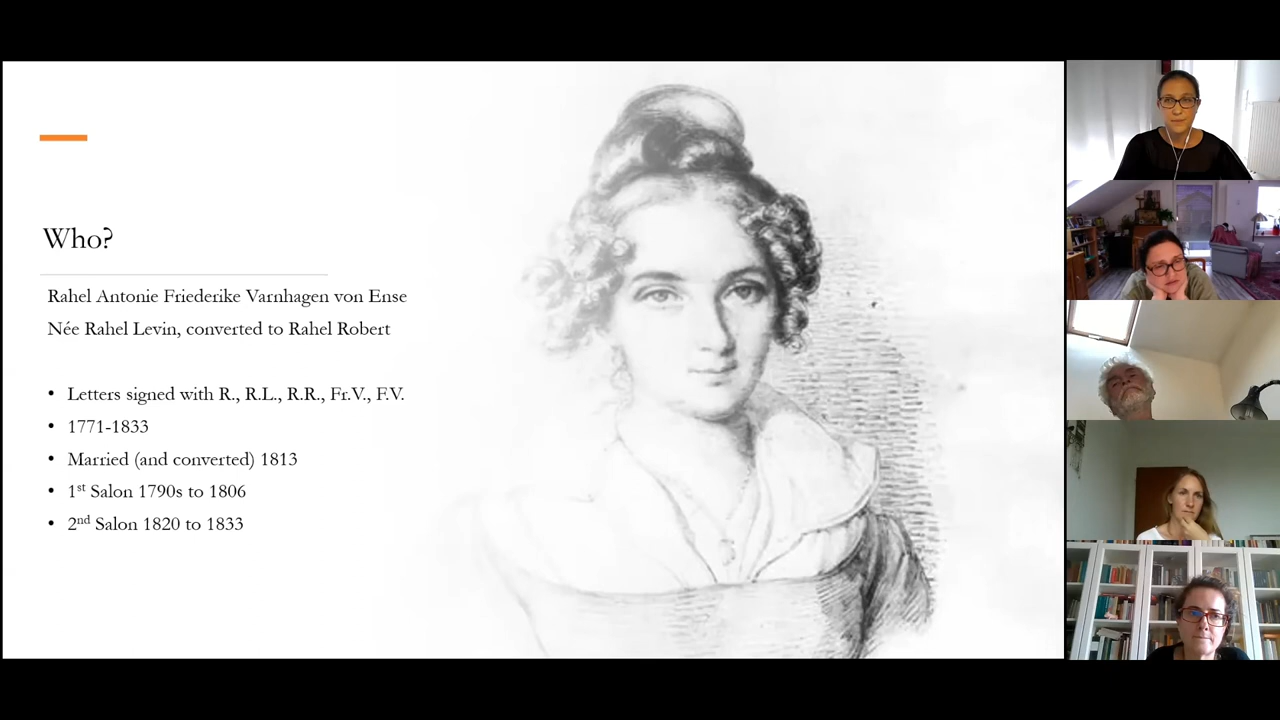 Who?
Rahel Antonie Friederike Varnhagen von Ense
Née Rahel Levin, converted to Rahel Robert
• Letters signed with R., R.L., R.R., Fr.V., F.V.
• 1771-1833
• Married (and converted) 1813
• 1st Salon 1790s to 1806
• 2nd Salon 1820 to 1833